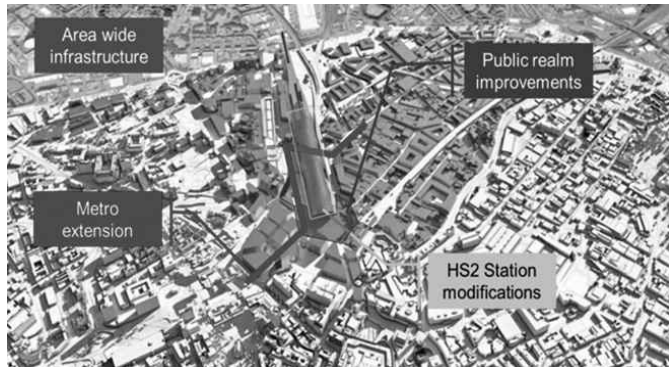 Area wide
infrastructure
Public realm
improvements
Metro
extension
HS2 Station
modifications